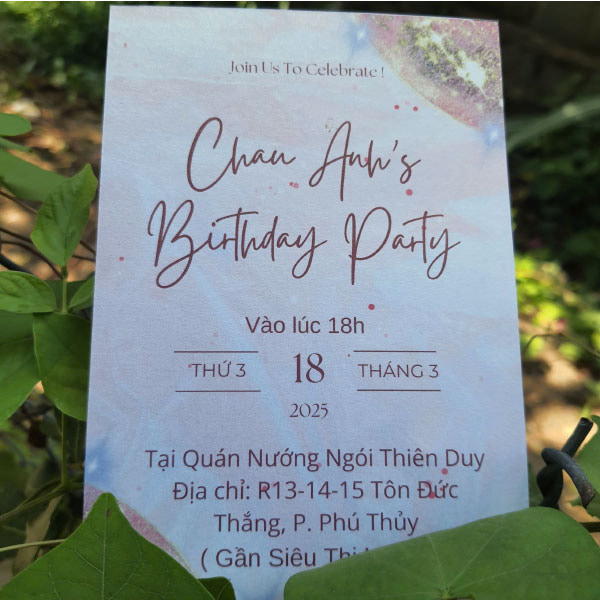 Join Us To Celebrate !
Chau Anh's
Birthday Party
Vào lúc 18h
THỨ 3
18
THÁNG 3
2025
Tại Quán Nướng Ngói Thiên Duy
Địa chỉ: R13-14-15 Tôn Đức
Thắng, P. Phú Thủy
( Gần Siêu Thị